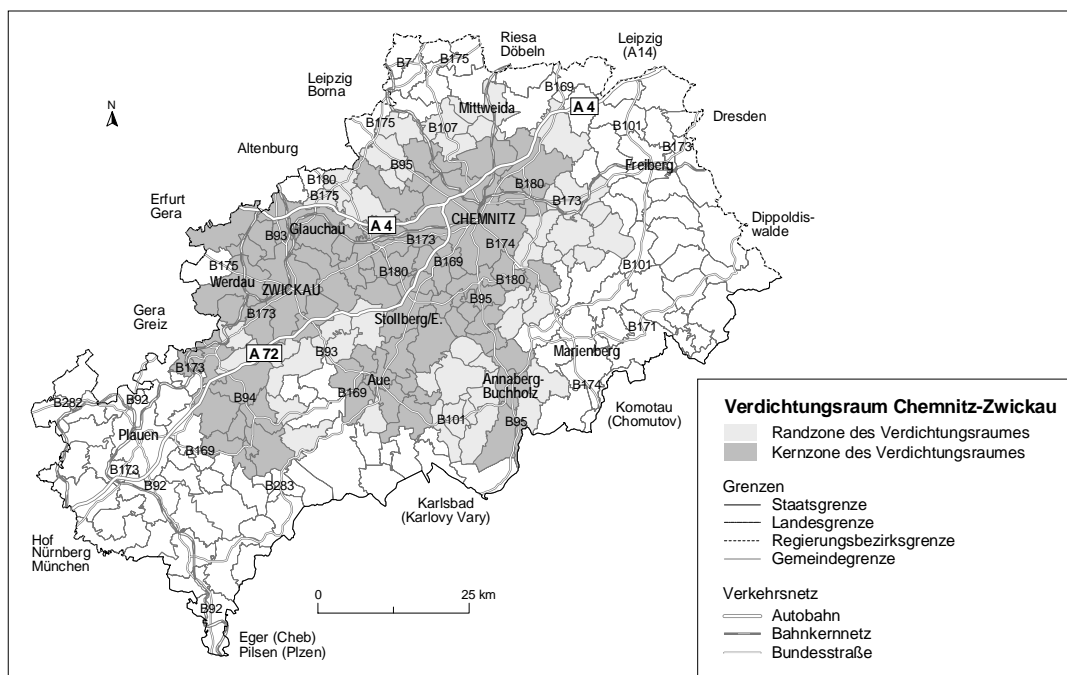 Riesa
Döbeln
Leipzig
(A14)
B7
B175
Leipzig
Borna
B169
Mittweida
A 4
N
B175
B107
B101
Dresden
B173
Altenburg
B95
Freiberg
B180
B180
B175
B173
Erfurt
Gera
CHEMNITZ
Dippoldis-
walde
A 4
Glauchau
B93
B173
B174
B169
B175
B180
B101
Werdau
ZWICKAU
B180
B95
Gera
Greiz
B173
Stollberg/E.
B171
B93
Marienberg
A 72
B173
Aue
Annaberg-
Buchholz
B174
B169
B282
B92
B94
Komotau
(Chomutov)
B101
B95
Plauen
B169
B173
B92
B283
Karlsbad
(Karlovy Vary)
Hof
Nürnberg
München
0
25 km
B92
Eger (Cheb)
Pilsen (Plzen)
Verdichtungsraum Chemnitz-Zwickau
Randzone des Verdichtungsraumes
Kernzone des Verdichtungsraumes
Grenzen
Staatsgrenze
Landesgrenze
Regierungsbezirksgrenze
Gemeindegrenze
Verkehrsnetz
Autobahn
Bahnkernnetz
Bundesstraße